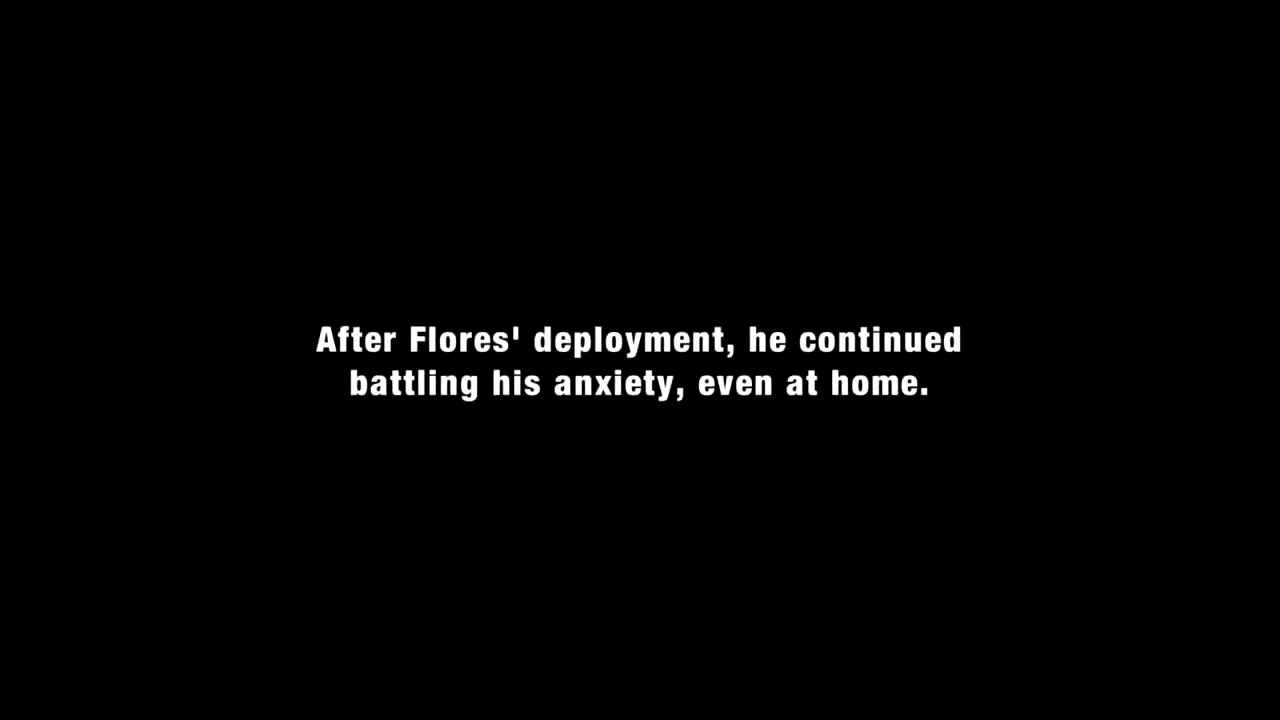 After Flores' deployment, he continued
battling his anxiety, even at home.